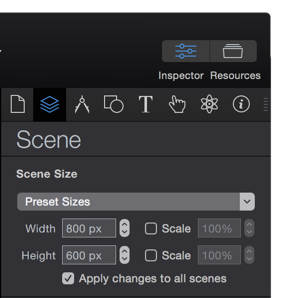 Inspector Resources
Scene
Scene Size
Preset Sizes
Width 800 px Scale 100%
Height 600 px Scale 100%
Apply changes to all scenes